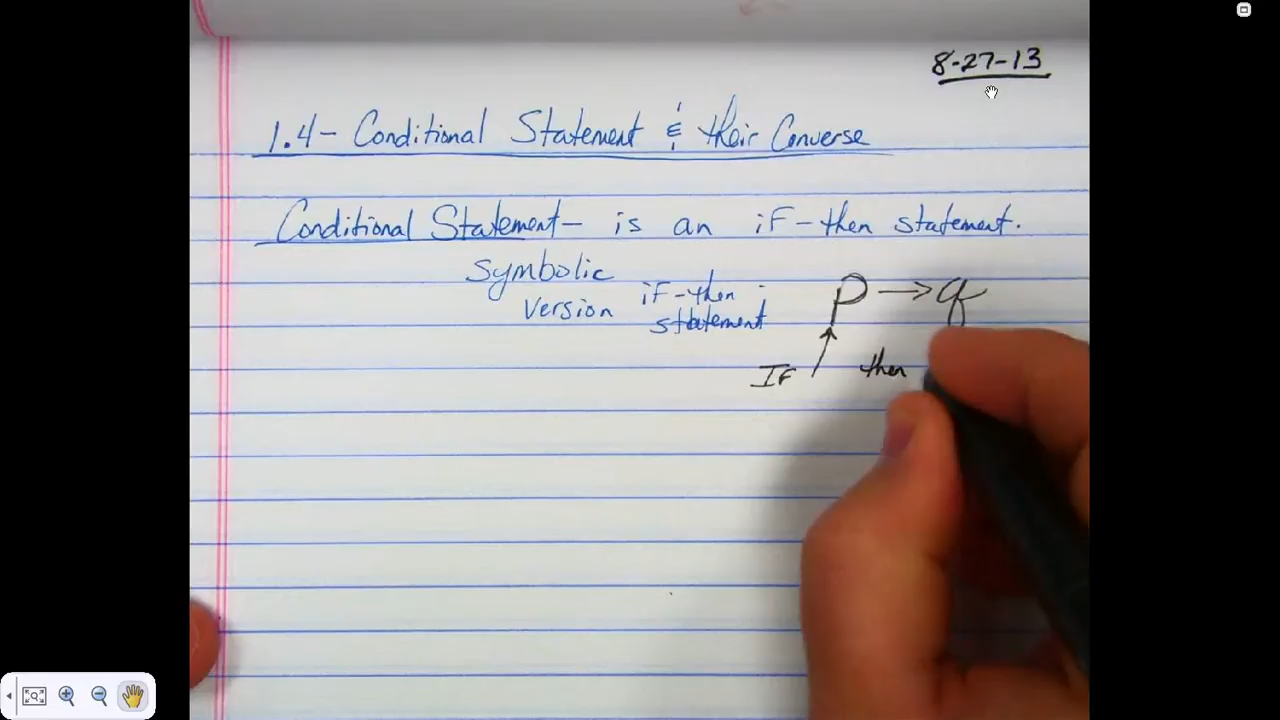 8-27-13
1.4- Conditional Statement & their Converse
Conditional Statement- is an iF-then statement.
Symbolic
Version iF-then : p → q
statement
IF then